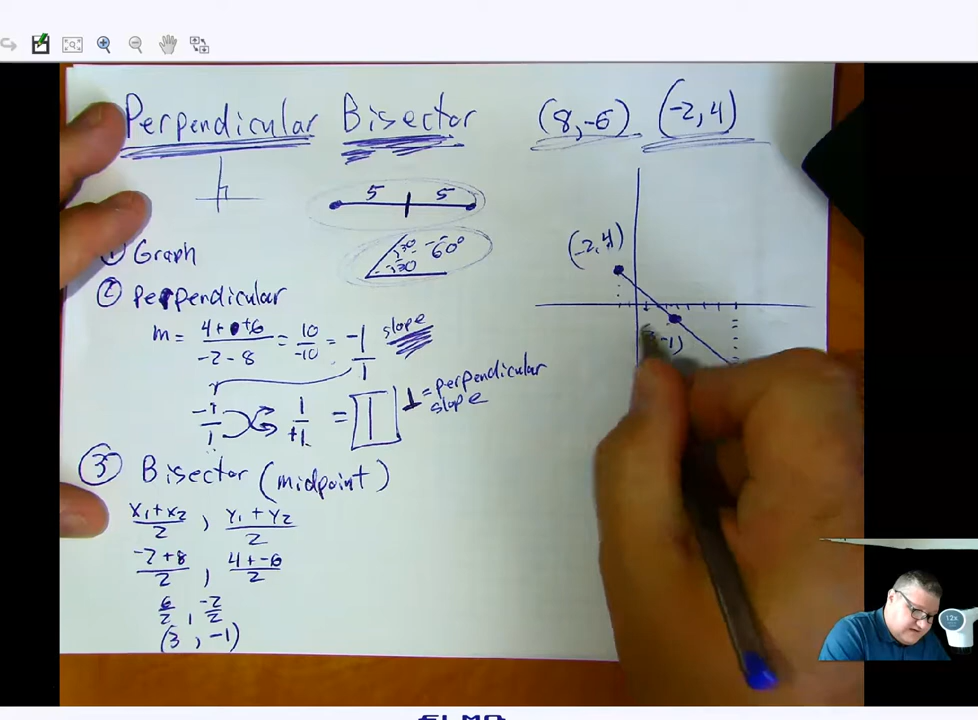 Perpendicular Bisector (8,-6) (-2,4)
5 5
30
30 60°
(-2,4)
① Graph
② Perpendicular
m = 4+ +6 / -2-8 = 10/-10 = -1/1 slope
-1/1 1/+1 = 1 ⊥ = perpendicular
slope
-1)
③ Bisector (midpoint)
x₁+x₂/2 , y₁+y₂/2
-2+8/2 , 4+-6/2
6/2 , -2/2
(3, -1)
ELMO